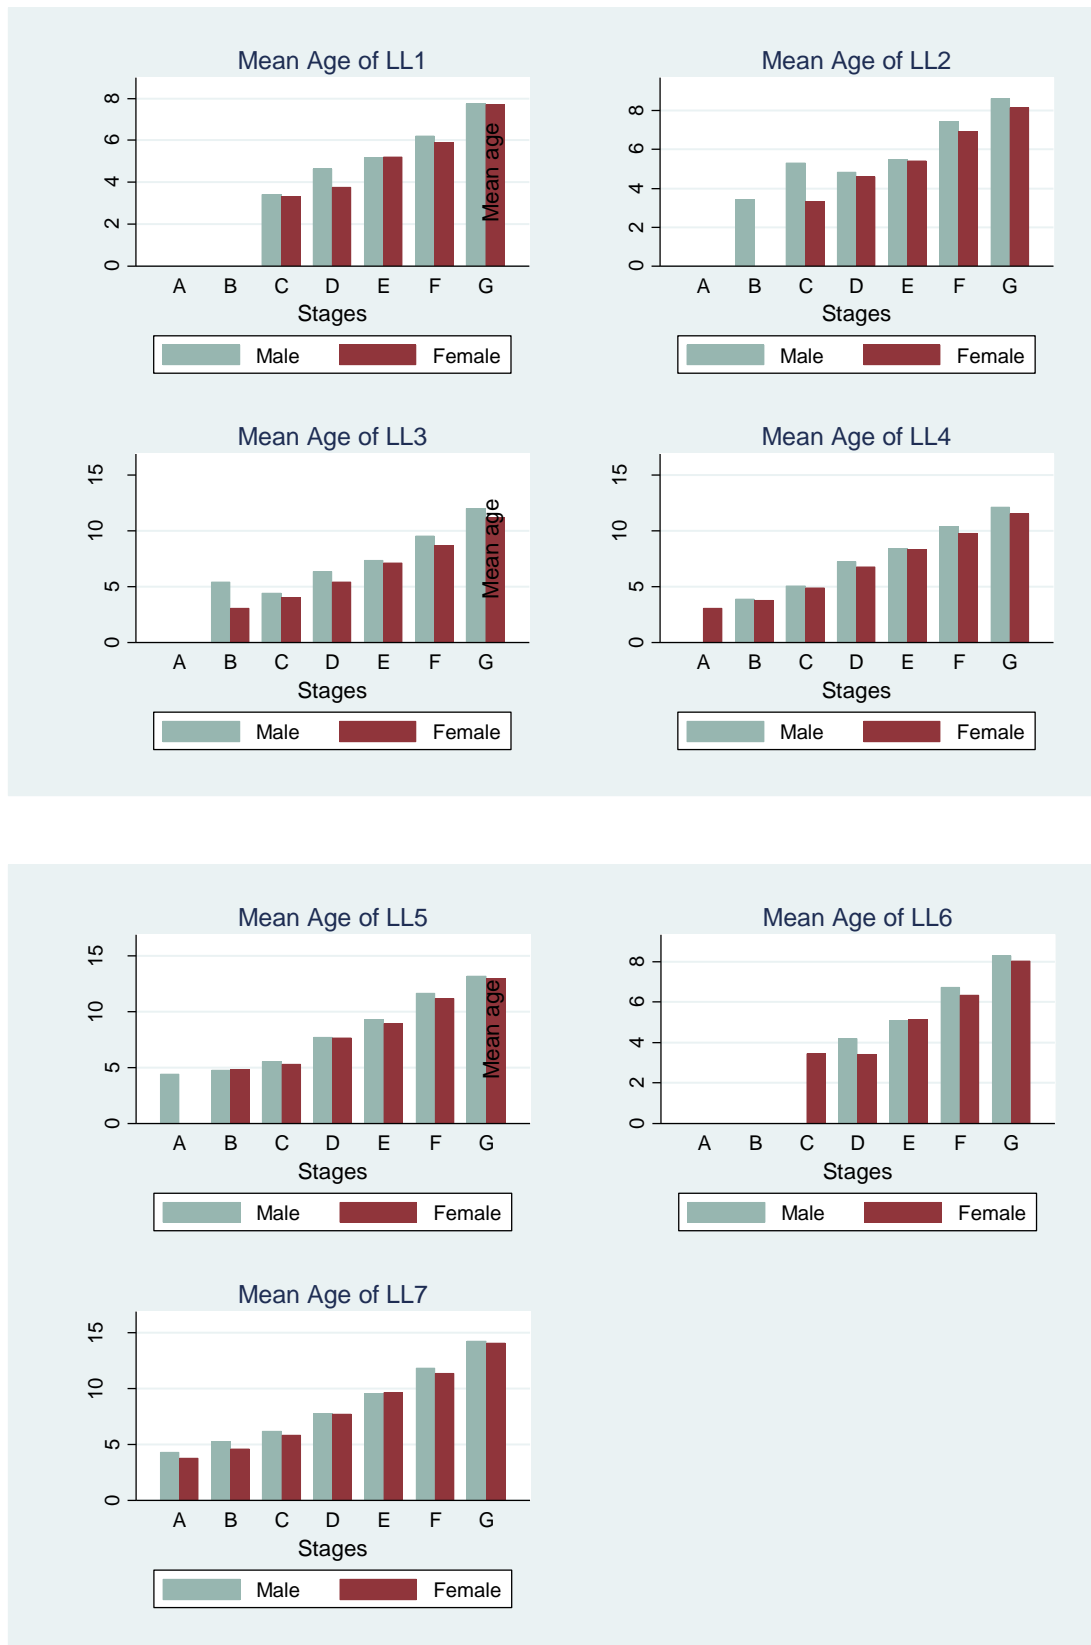 Mean Age of LL1
8
6
4
2
0
A B C D E F G
Stages
Male Female
Mean Age of LL2
Mean age
8
6
4
2
0
A B C D E F G
Stages
Male Female
Mean Age of LL3
15
10
5
0
A B C D E F G
Stages
Male Female
Mean Age of LL4
Mean age
15
10
5
0
A B C D E F G
Stages
Male Female
Mean Age of LL5
15
10
5
0
A B C D E F G
Stages
Male Female
Mean Age of LL6
Mean age
8
6
4
2
0
A B C D E F G
Stages
Male Female
Mean Age of LL7
15
10
5
0
A B C D E F G
Stages
Male Female